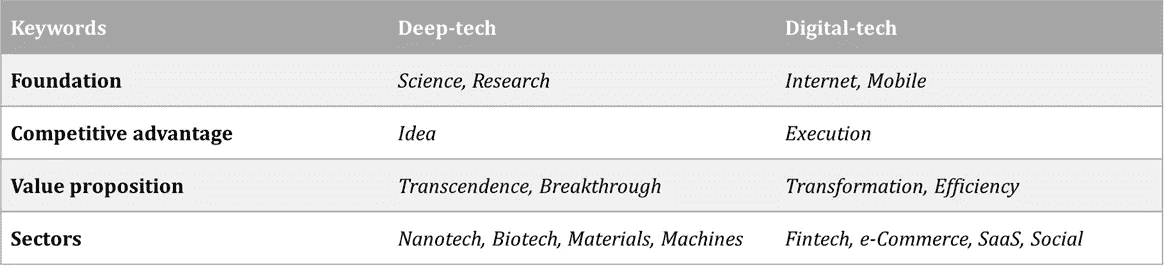 Keywords Deep-tech Digital-tech
Foundation Science, Research Internet, Mobile
Competitive advantage Idea Execution
Value proposition Transcendence, Breakthrough Transformation, Efficiency
Sectors Nanotech, Biotech, Materials, Machines Fintech, e-Commerce, SaaS, Social